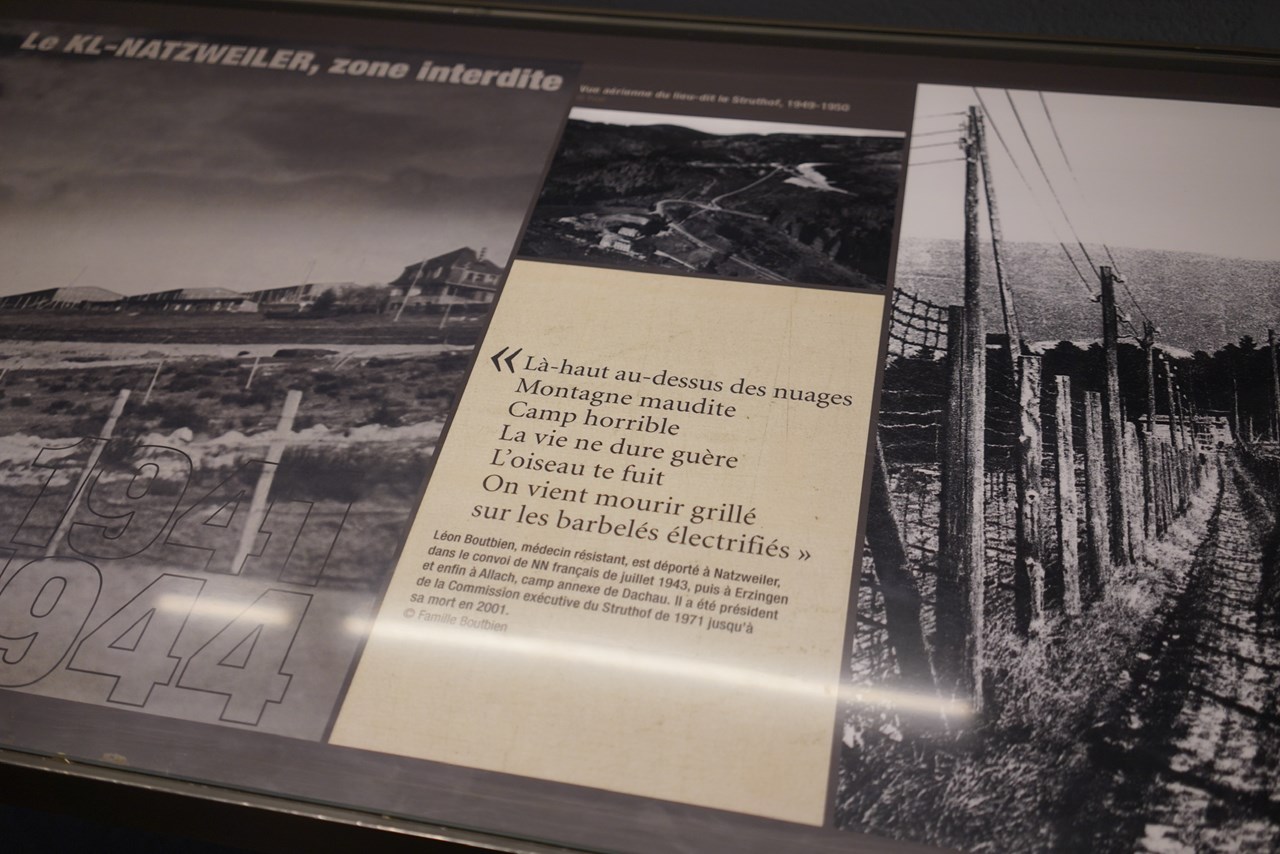 Le KL-NATZWEILER, zone interdite
Vue aérienne du lieu-dit le Struthof, 1949-1950
1941
1944
« Là-haut au-dessus des nuages
Montagne maudite
Camp horrible
La vie ne dure guère
L'oiseau te fuit
On vient mourir grillé
sur les barbelés électrifiés »
Léon Boutbien, médecin résistant, est déporté à Natzweiler,
dans le convoi de NN français de juillet 1943, puis à Erzingen
et enfin à Allach, camp annexe de Dachau. Il a été président
de la Commission exécutive du Struthof de 1971 jusqu'à
sa mort en 2001.
© Famille Boutbien